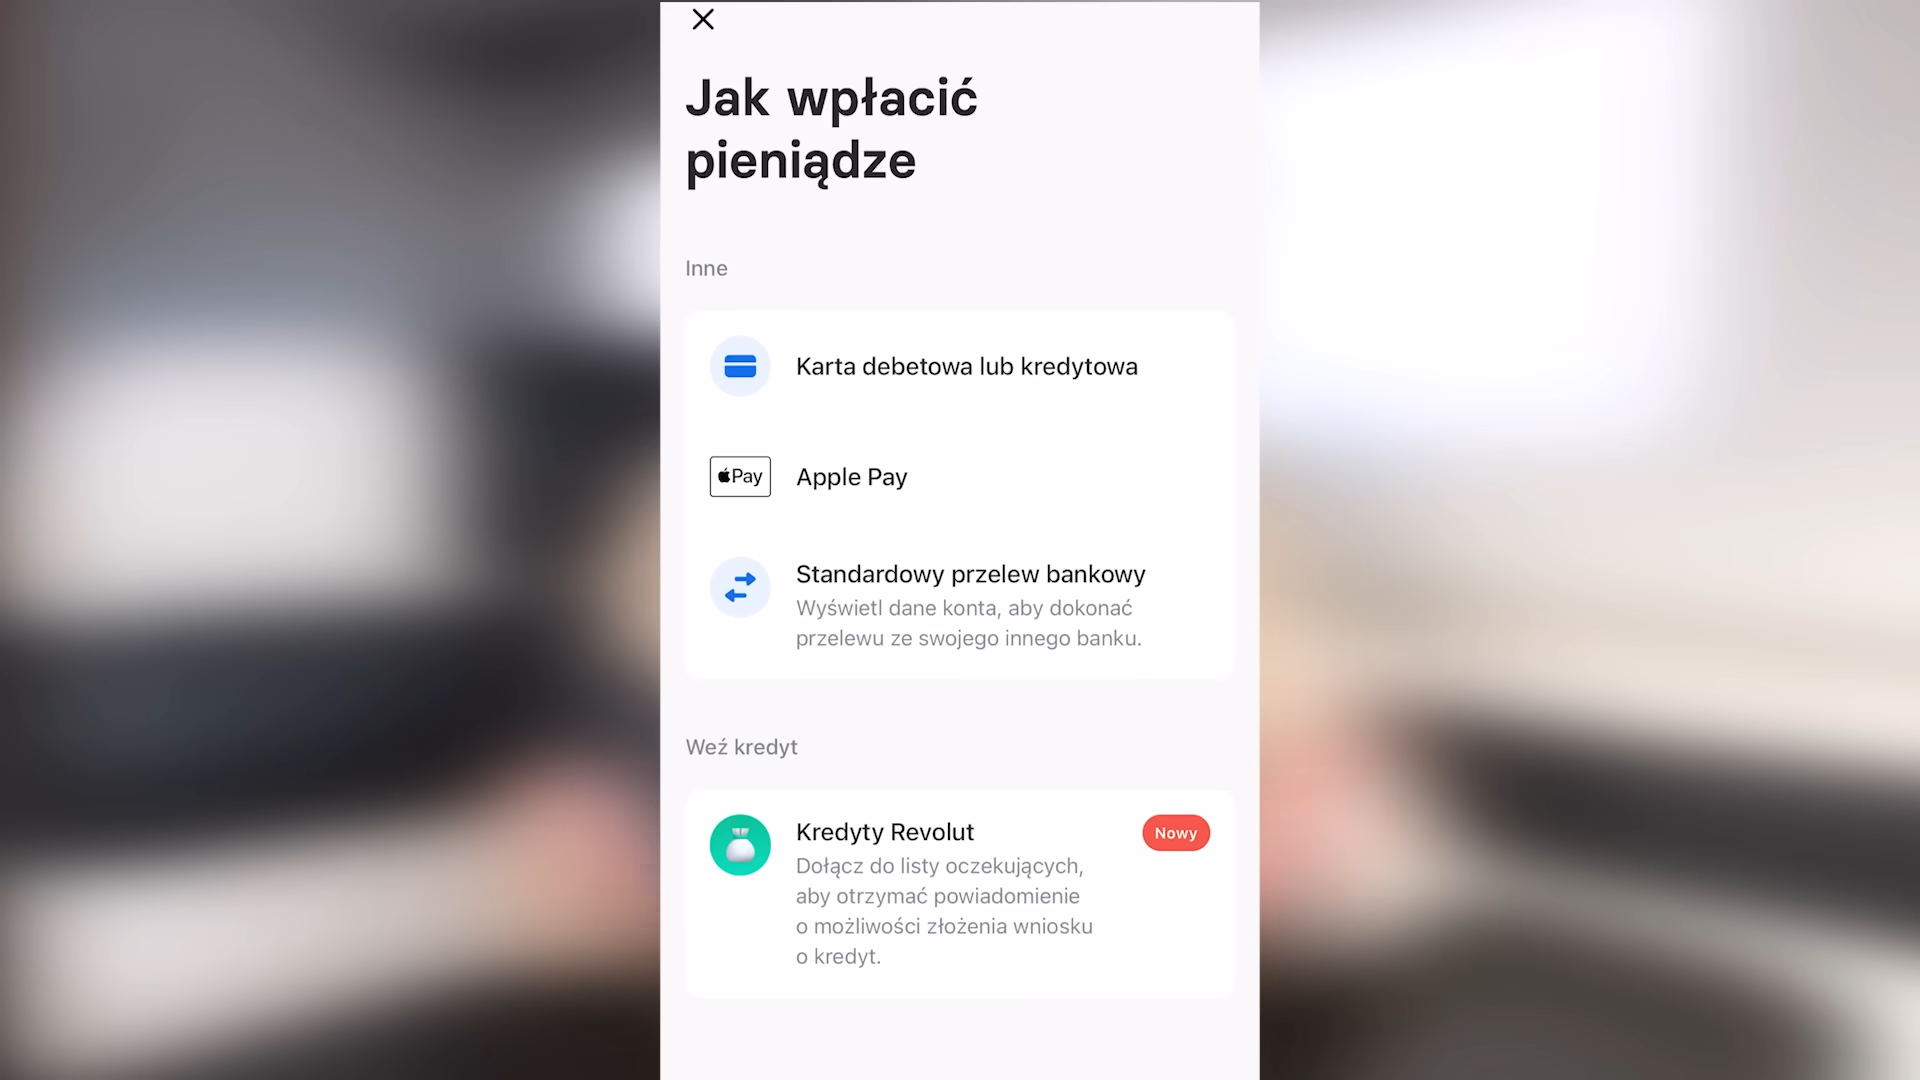 Jak wpłacić
pieniądze
Inne
Karta debetowa lub kredytowa
Pay
Apple Pay
Standardowy przelew bankowy
Wyświetl dane konta, aby dokonać
przelewu ze swojego innego banku.
Weź kredyt
Kredyty Revolut
Nowy
Dołącz do listy oczekujących,
aby otrzymać powiadomienie
o możliwości złożenia wniosku
o kredyt.